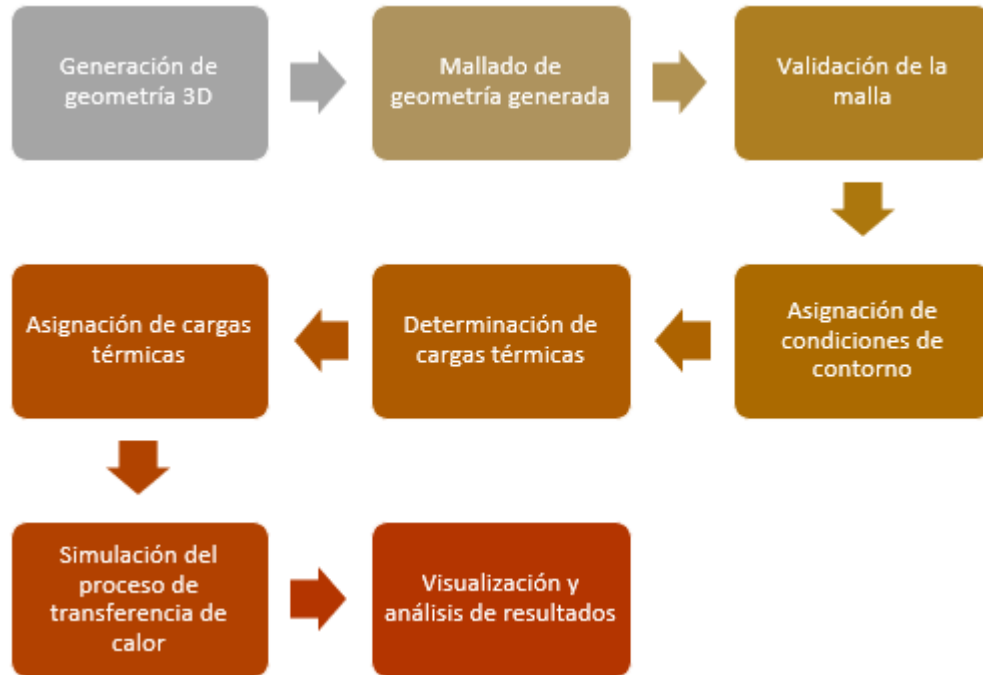 Generación de
geometría 3D
Mallado de
geometría generada
Validación de la
malla
Asignación de
condiciones de
contorno
Determinación de
cargas térmicas
Asignación de cargas
térmicas
Simulación del
proceso de
transferencia de
calor
Visualización y
análisis de resultados